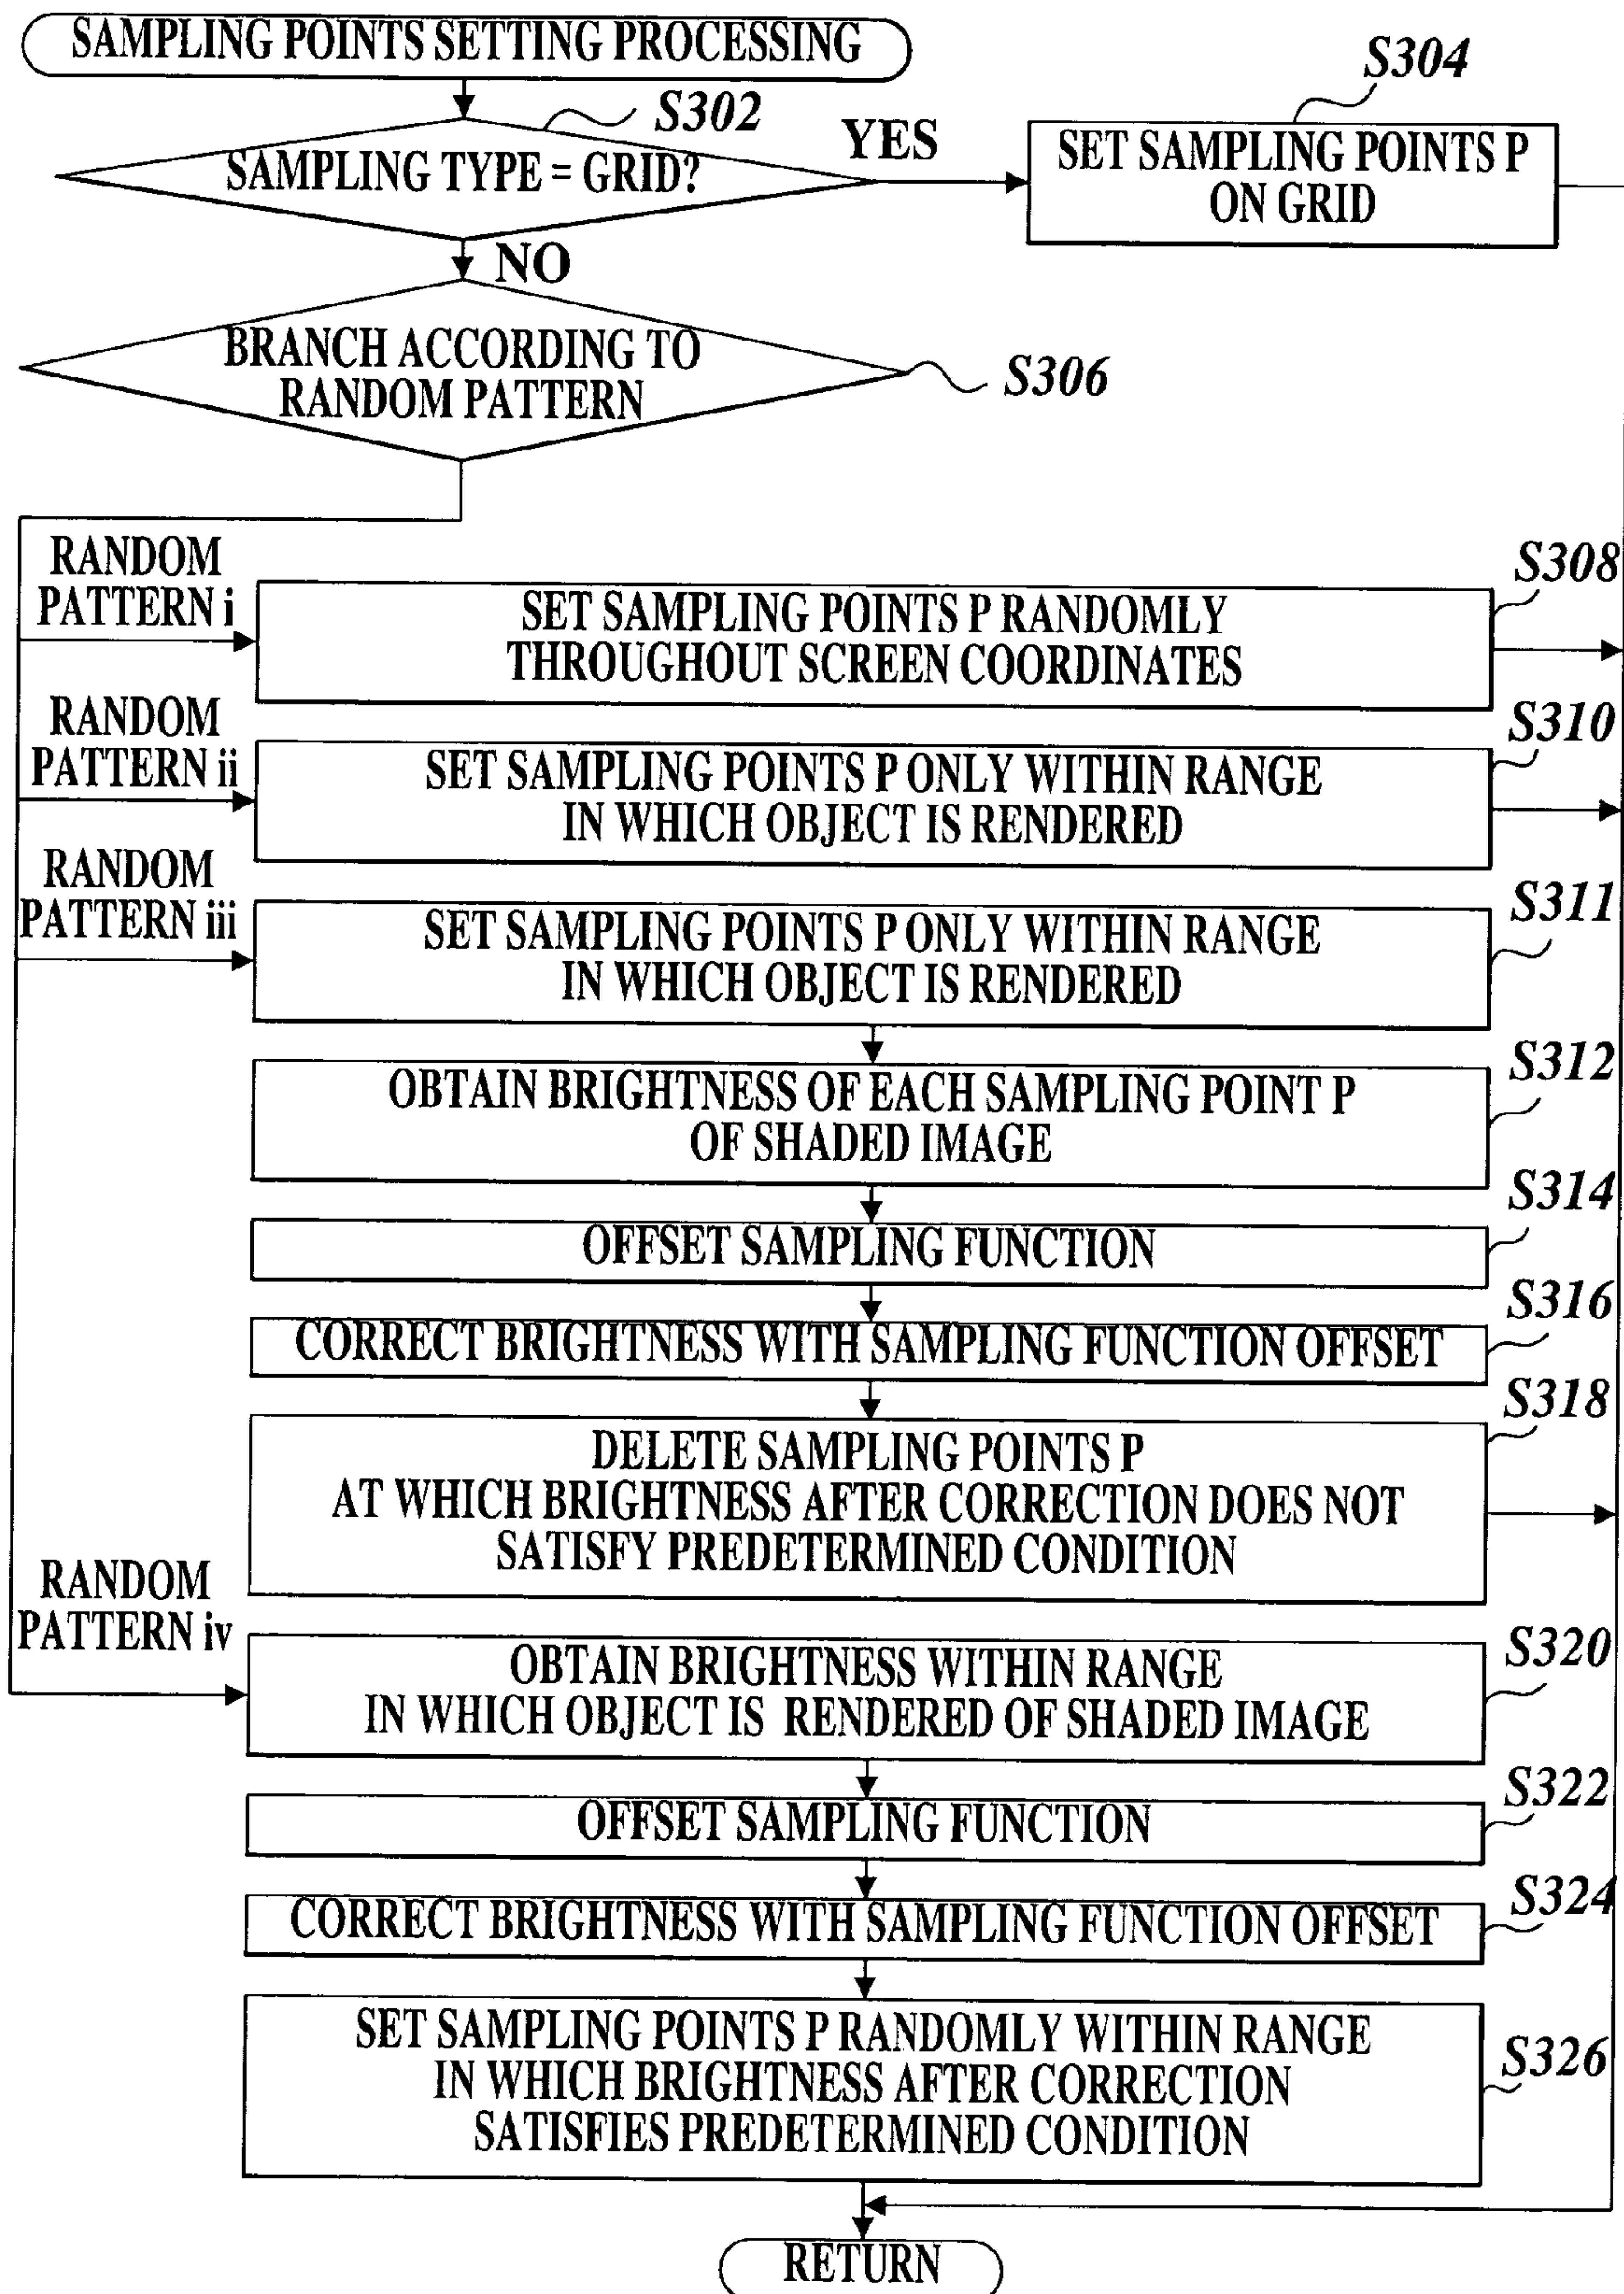 SAMPLING POINTS SETTING PROCESSING
S302
SAMPLING TYPE = GRID?
YES
S304
SET SAMPLING POINTS P
ON GRID
NO
BRANCH ACCORDING TO
RANDOM PATTERN
S306
RANDOM
PATTERN i
S308
SET SAMPLING POINTS P RANDOMLY
THROUGHOUT SCREEN COORDINATES
RANDOM
PATTERN ii
S310
SET SAMPLING POINTS P ONLY WITHIN RANGE
IN WHICH OBJECT IS RENDERED
RANDOM
PATTERN iii
S311
SET SAMPLING POINTS P ONLY WITHIN RANGE
IN WHICH OBJECT IS RENDERED
S312
OBTAIN BRIGHTNESS OF EACH SAMPLING POINT P
OF SHADED IMAGE
S314
OFFSET SAMPLING FUNCTION
S316
CORRECT BRIGHTNESS WITH SAMPLING FUNCTION OFFSET
S318
DELETE SAMPLING POINTS P
AT WHICH BRIGHTNESS AFTER CORRECTION DOES NOT
SATISFY PREDETERMINED CONDITION
RANDOM
PATTERN iv
S320
OBTAIN BRIGHTNESS WITHIN RANGE
IN WHICH OBJECT IS RENDERED OF SHADED IMAGE
S322
OFFSET SAMPLING FUNCTION
S324
CORRECT BRIGHTNESS WITH SAMPLING FUNCTION OFFSET
SET SAMPLING POINTS P RANDOMLY WITHIN RANGE
IN WHICH BRIGHTNESS AFTER CORRECTION
SATISFIES PREDETERMINED CONDITION
S326
RETURN